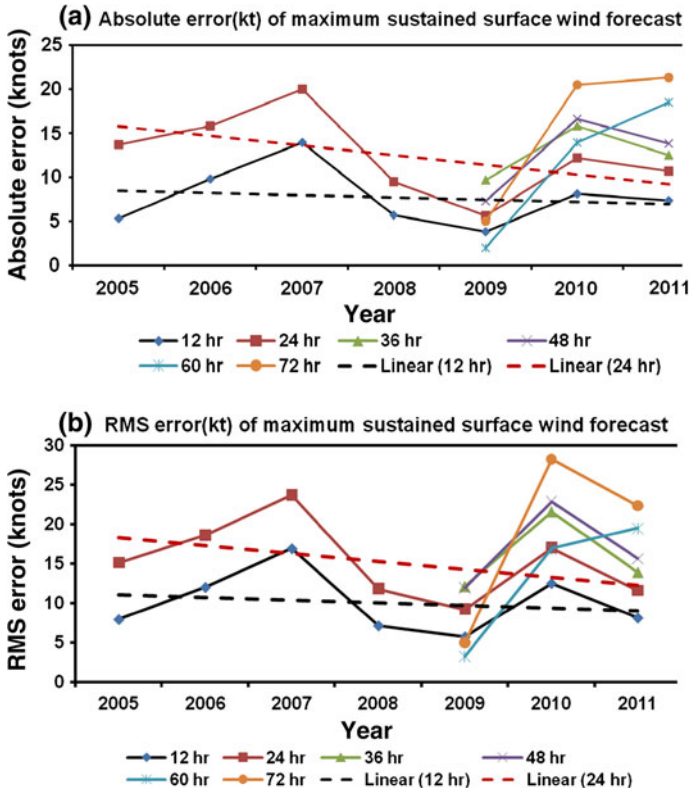 (a) Absolute error(kt) of maximum sustained surface wind forecast
Absolute error (knots)
25
20
15
10
5
0
2005 2006 2007 2008 2009 2010 2011
Year
12 hr 24 hr 36 hr 48 hr
60 hr 72 hr Linear (12 hr) Linear (24 hr)
(b) RMS error(kt) of maximum sustained surface wind forecast
RMS error (knots)
30
25
20
15
10
5
0
2005 2006 2007 2008 2009 2010 2011
Year
12 hr 24 hr 36 hr 48 hr
60 hr 72 hr Linear (12 hr) Linear (24 hr)